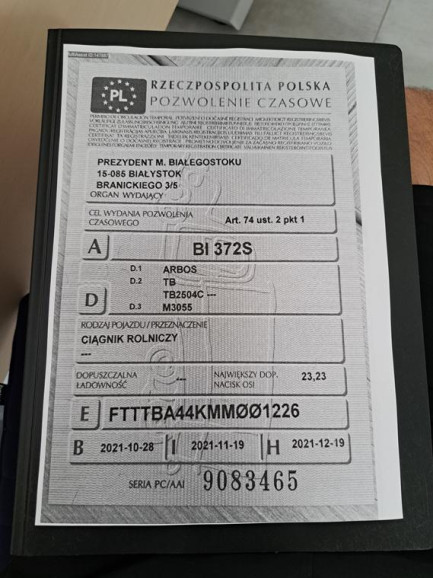 PL
RZECZPOSPOLITA POLSKA
POZWOLENIE CZASOWE
PREZYDENT M. BIAŁEGOSTOKU
15-085 BIAŁYSTOK
BRANICKIEGO 3/5
ORGAN WYDAJĄCY
CEL WYDANIA POZWOLENIA CZASOWEGO Art. 74 ust. 2 pkt 1
A BI 372S
D.1 ARBOS
D.2 TB
TB2504C ---
D
D.3 M3055
RODZAJ POJAZDU / PRZEZNACZENIE
CIĄGNIK ROLNICZY
---
DOPUSZCZALNA ŁADOWNOŚĆ --- NAJWIĘKSZY DOP. NACISK OSI 23,23
E FTTTBA44KMMØØ1226
B 2021-10-28 I 2021-11-19 H 2021-12-19
SERIA PC/AAI 9083465